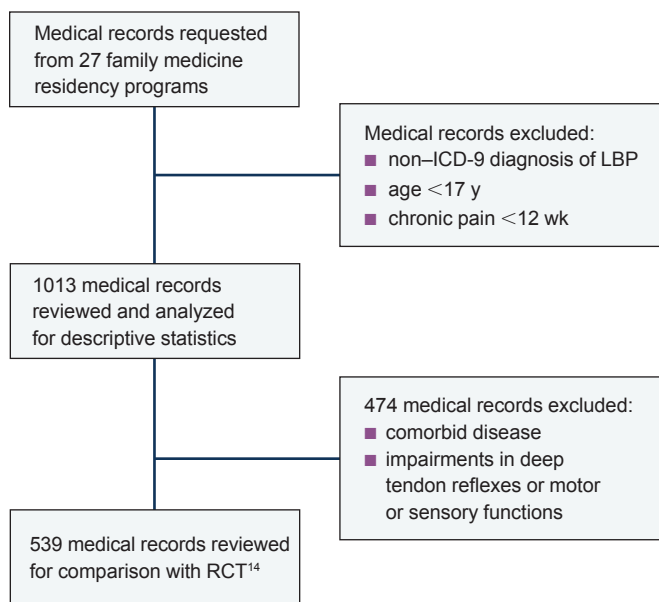 Medical records requested
from 27 family medicine
residency programs
Medical records excluded:
■ non–ICD-9 diagnosis of LBP
■ age <17 y
■ chronic pain <12 wk
1013 medical records
reviewed and analyzed
for descriptive statistics
474 medical records excluded:
■ comorbid disease
■ impairments in deep
tendon reflexes or motor
or sensory functions
539 medical records reviewed
for comparison with RCT¹⁴